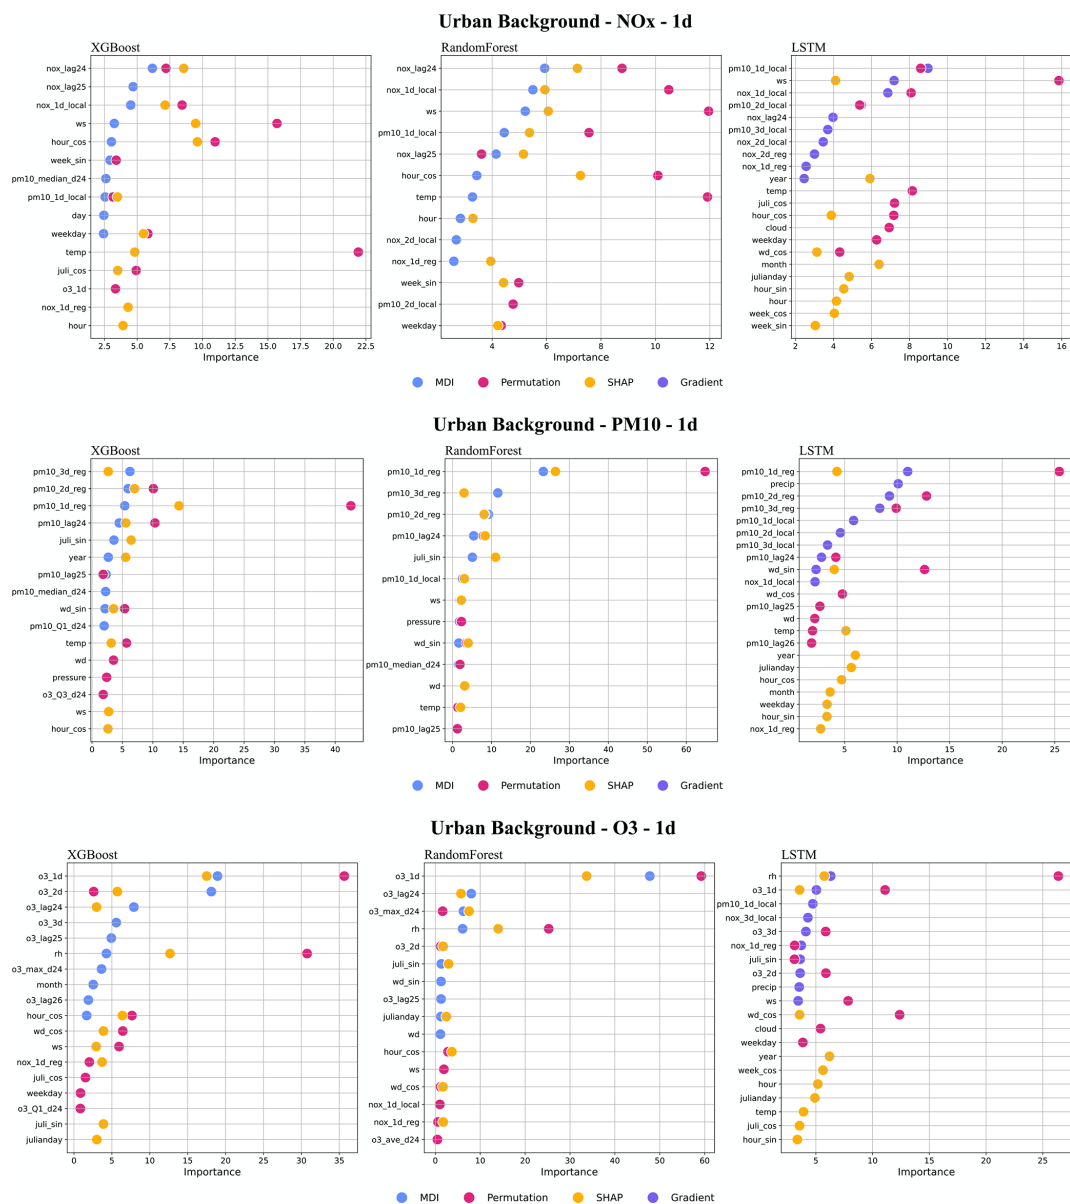 Urban Background - NOx - 1d
XGBoost
nox_lag24
nox_lag25
nox_1d_local
ws
hour_cos
week_sin
pm10_median_d24
pm10_1d_local
day
weekday
temp
juli_cos
o3_1d
nox_1d_reg
hour
2.5 5.0 7.5 10.0 12.5 15.0 17.5 20.0 22.5
Importance
RandomForest
nox_lag24
nox_1d_local
ws
pm10_1d_local
nox_lag25
hour_cos
temp
hour
nox_2d_local
nox_1d_reg
week_sin
pm10_2d_local
weekday
4 6 8 10 12
Importance
LSTM
pm10_1d_local
ws
nox_1d_local
pm10_2d_local
nox_lag24
pm10_3d_local
nox_2d_local
nox_2d_reg
nox_1d_reg
year
temp
juli_cos
hour_cos
cloud
weekday
wd_cos
month
julianday
hour_sin
hour
week_cos
week_sin
2 4 6 8 10 12 14 16
Importance
MDI Permutation SHAP Gradient
Urban Background - PM10 - 1d
XGBoost
pm10_3d_reg
pm10_2d_reg
pm10_1d_reg
pm10_lag24
juli_sin
year
pm10_lag25
pm10_median_d24
wd_sin
pm10_Q1_d24
temp
wd
pressure
o3_Q3_d24
ws
hour_cos
0 5 10 15 20 25 30 35 40
Importance
RandomForest
pm10_1d_reg
pm10_3d_reg
pm10_2d_reg
pm10_lag24
juli_sin
pm10_1d_local
ws
pressure
wd_sin
pm10_median_d24
wd
temp
pm10_lag25
0 10 20 30 40 50 60
Importance
LSTM
pm10_1d_reg
precip
pm10_2d_reg
pm10_3d_reg
pm10_1d_local
pm10_2d_local
pm10_3d_local
pm10_lag24
wd_sin
nox_1d_local
wd_cos
pm10_lag25
wd
temp
pm10_lag26
year
julianday
hour_cos
month
weekday
hour_sin
nox_1d_reg
5 10 15 20 25
Importance
MDI Permutation SHAP Gradient
Urban Background - O3 - 1d
XGBoost
o3_1d
o3_2d
o3_lag24
o3_3d
o3_lag25
rh
o3_max_d24
month
o3_lag26
hour_cos
wd_cos
ws
nox_1d_reg
juli_cos
weekday
o3_Q1_d24
juli_sin
julianday
0 5 10 15 20 25 30 35
Importance
RandomForest
o3_1d
o3_lag24
o3_max_d24
rh
o3_2d
juli_sin
wd_sin
o3_lag25
julianday
wd
hour_cos
ws
wd_cos
nox_1d_local
nox_1d_reg
o3_ave_d24
0 10 20 30 40 50 60
Importance
LSTM
rh
o3_1d
pm10_1d_local
nox_3d_local
o3_3d
nox_1d_reg
juli_sin
o3_2d
precip
ws
wd_cos
cloud
weekday
year
week_cos
hour
julianday
temp
juli_cos
hour_sin
5 10 15 20 25
Importance
MDI Permutation SHAP Gradient